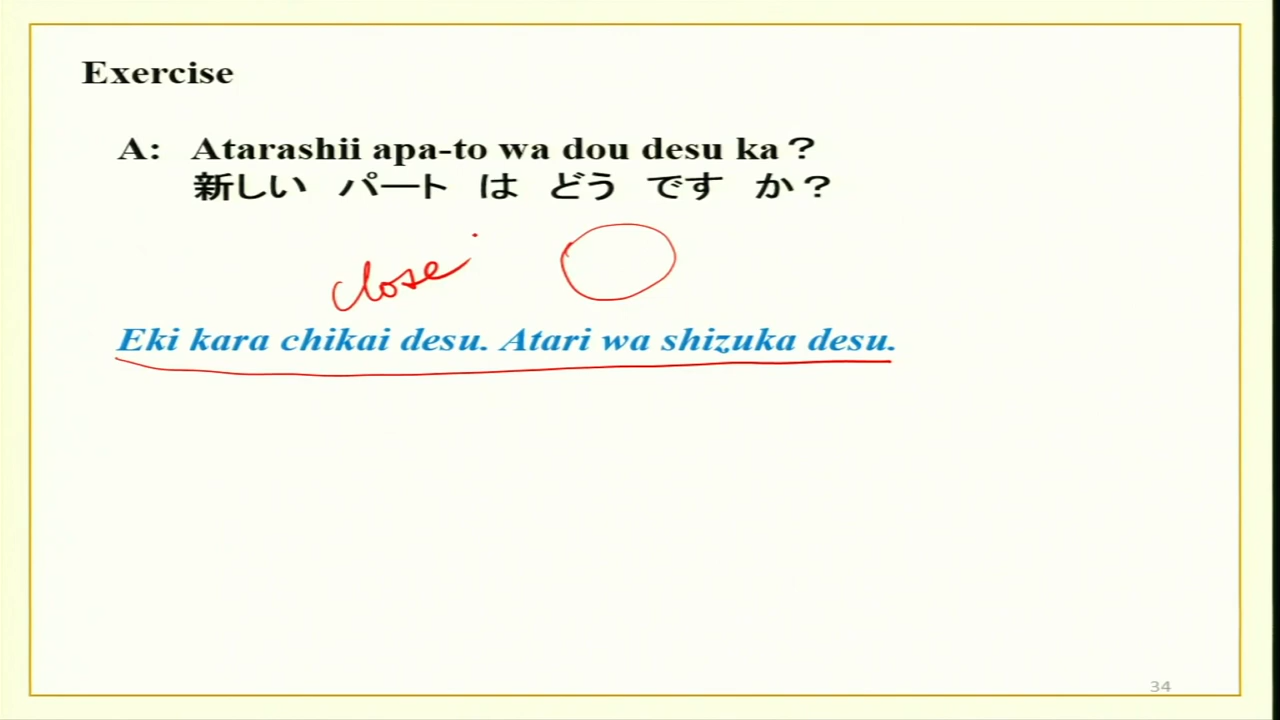 Exercise
A: Atarashii apa-to wa dou desu ka？
新しい パート は どう です か？
close
Eki kara chikai desu. Atari wa shizuka desu.
34